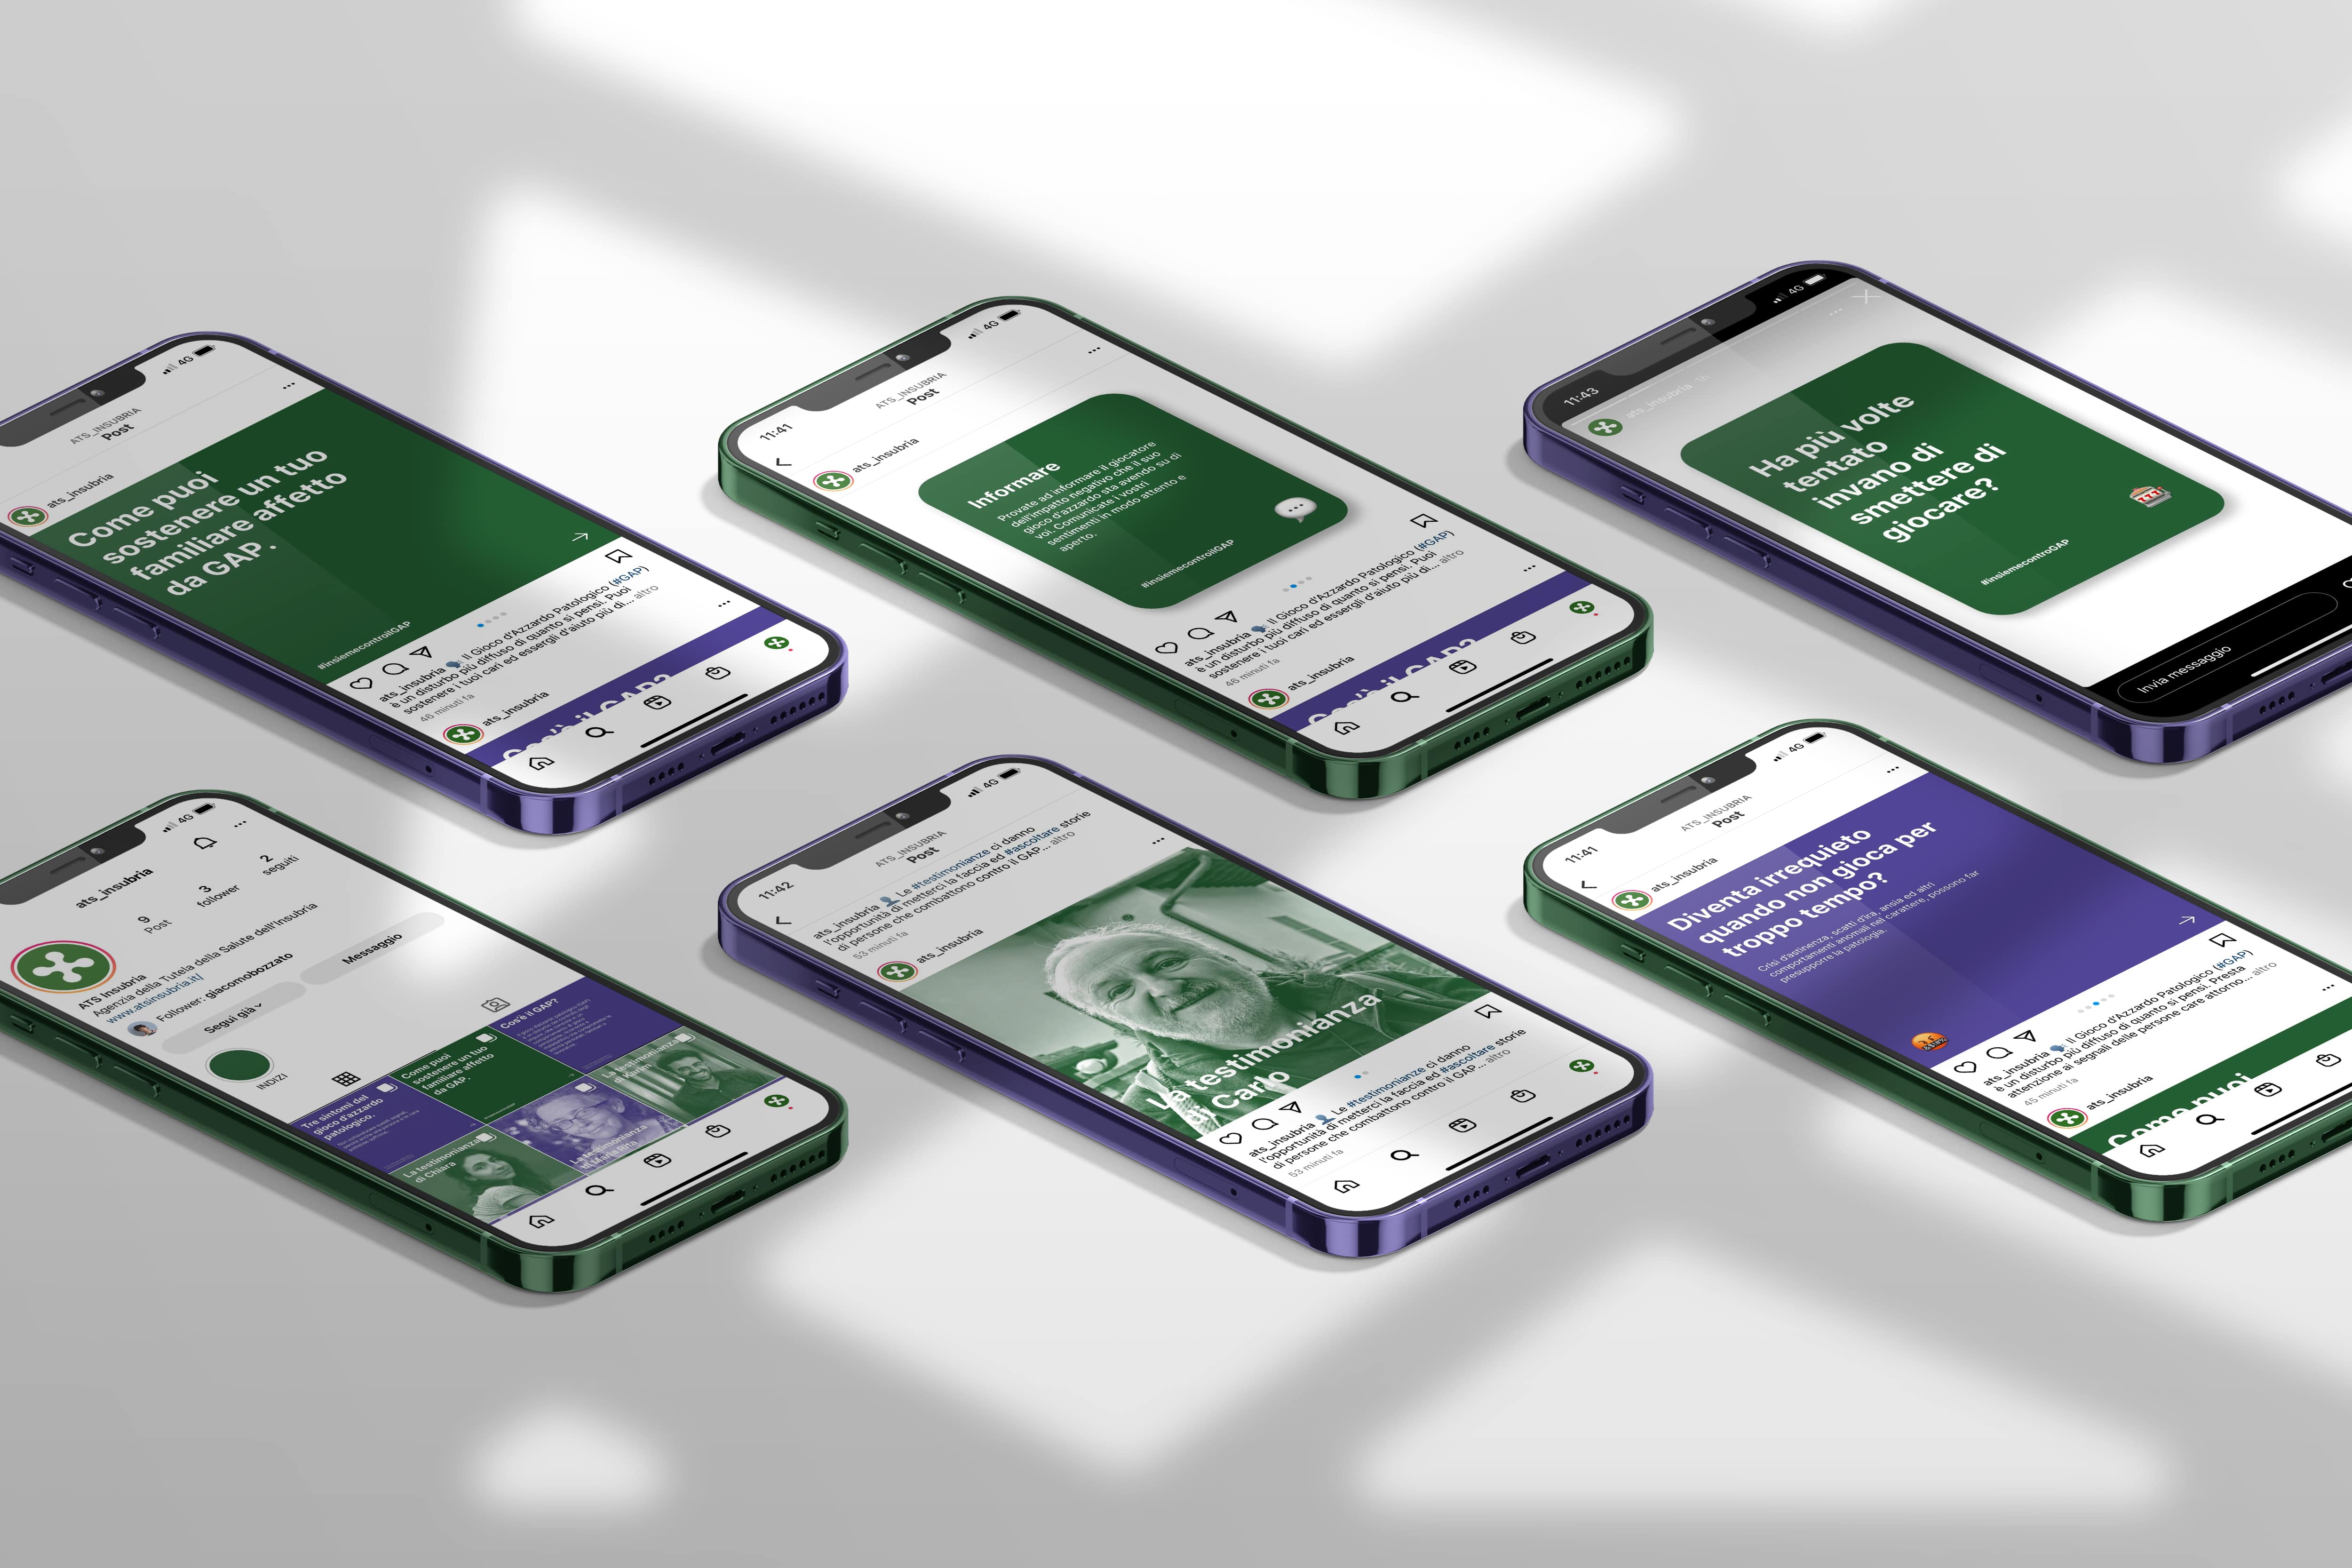 4G
ATS_INSUBRIA
Post
ats_insubria
Come puoi
sostenere un tuo
familiare affetto
da GAP.
#insiemecontroilGAP
ats_insubria 🗣️ Il Gioco d'Azzardo Patologico (#GAP)
è un disturbo più diffuso di quanto si pensi. Puoi
sostenere i tuoi cari ed essergli d'aiuto più di... altro
46 minuti fa
ats_insubria
Cos'è il GAP?
11:41
4G
ATS_INSUBRIA
Post
ats_insubria
Informare
Provate ad informare il giocatore
dell'impatto negativo che il suo
gioco d'azzardo sta avendo su di
voi. Comunicate i vostri
sentimenti in modo attento e
aperto.
#insiemecontroilGAP
ats_insubria 🗣️ Il Gioco d'Azzardo Patologico (#GAP)
è un disturbo più diffuso di quanto si pensi. Puoi
sostenere i tuoi cari ed essergli d'aiuto più di... altro
46 minuti fa
ats_insubria
Cos'è il GAP?
11:43
4G
ats_insubria
Ha più volte
tentato
invano di
smettere di
giocare?
#insiemecontroGAP
Invia messaggio
4G
ats_insubria
9
Post
3
follower
2
seguiti
ATS Insubria
Agenzia della Tutela della Salute dell'Insubria
www.atsinsubria.it/
Follower: giacomobozzato
Segui già
Messaggio
INDIZI
Tre sintomi del
gioco d'azzardo
patologico.
Come puoi
sostenere un tuo
familiare affetto
da GAP.
Cos'è il GAP?
La testimonianza
di Chiara
La testimonianza
di Maria Rita
La testimonianza
di Karim
11:42
4G
ATS_INSUBRIA
Post
ats_insubria 👤 Le #testimonianze ci danno
l'opportunità di metterci la faccia ed #ascoltare storie
di persone che combattono contro il GAP... altro
53 minuti fa
ats_insubria
La testimonianza
di Carlo
ats_insubria 👤 Le #testimonianze ci danno
l'opportunità di metterci la faccia ed #ascoltare storie
di persone che combattono contro il GAP... altro
53 minuti fa
11:41
4G
ATS_INSUBRIA
Post
ats_insubria
Diventa irrequieto
quando non gioca per
troppo tempo?
Crisi d'astinenza, scatti d'ira, ansia ed altri
comportamenti anomali nel carattere, possono far
presupporre la patologia.
ats_insubria 🗣️ Il Gioco d'Azzardo Patologico (#GAP)
è un disturbo più diffuso di quanto si pensi. Presta
attenzione ai segnali delle persone care attorno... altro
45 minuti fa
ats_insubria
Come puoi